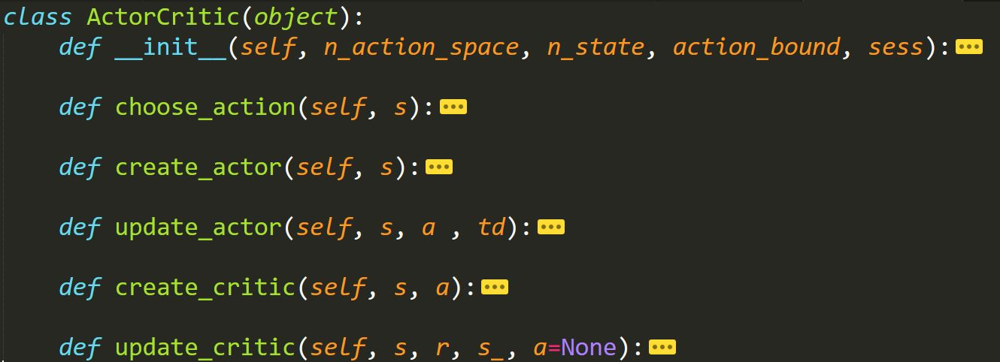 class ActorCritic(object):
def __init__(self, n_action_space, n_state, action_bound, sess):
def choose_action(self, s):
def create_actor(self, s):
def update_actor(self, s, a , td):
def create_critic(self, s, a):
def update_critic(self, s, r, s_, a=None):